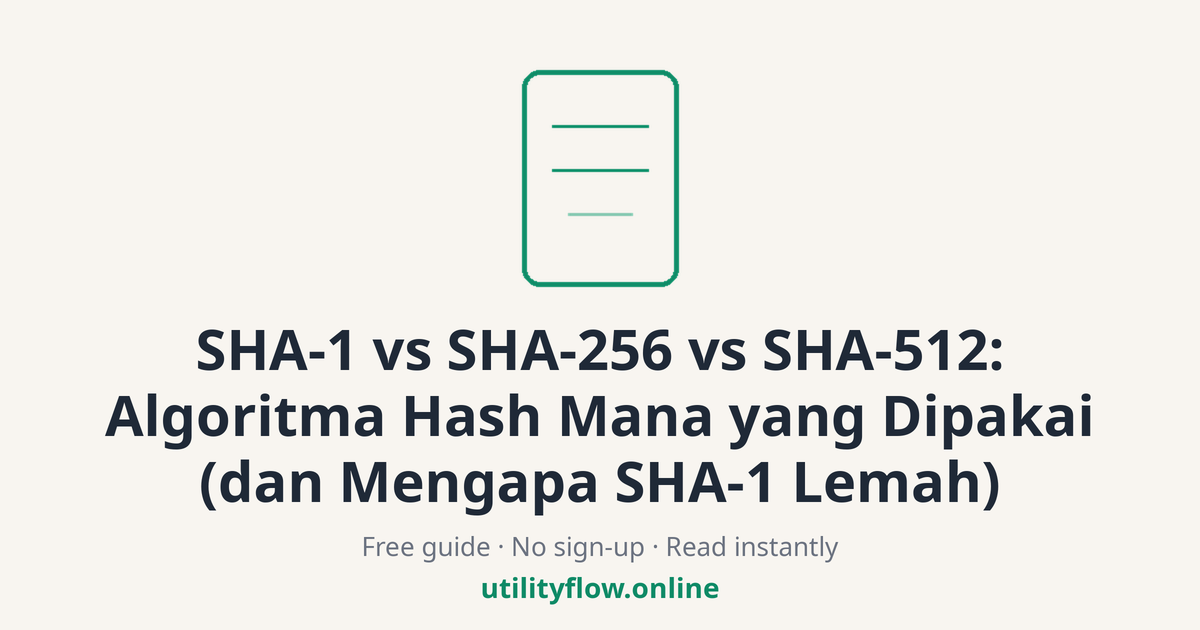 SHA-1 vs SHA-256 vs SHA-512:
Algoritma Hash Mana yang Dipakai
(dan Mengapa SHA-1 Lemah)
Free guide · No sign-up · Read instantly
utilityflow.online